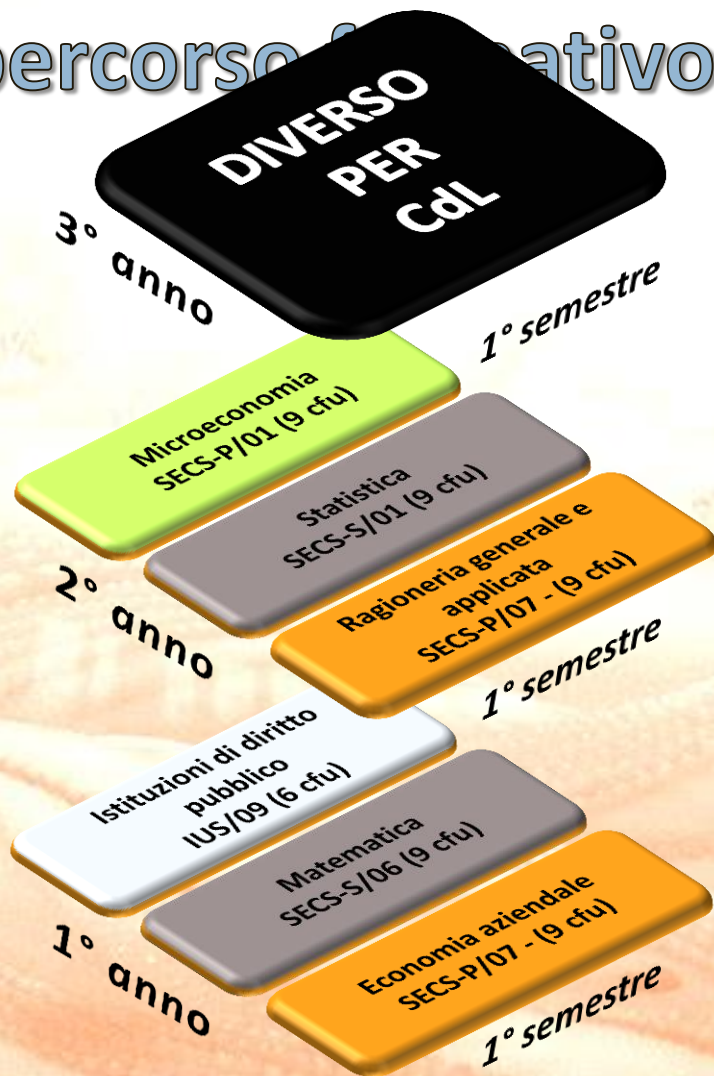 percorso f ativo
DIVERSO
PER
CdL
3° anno
1° semestre
Microeconomia
SECS-P/01 (9 cfu)
Statistica
SECS-S/01 (9 cfu)
Ragioneria generale e
applicata
SECS-P/07 - (9 cfu)
2° anno
1° semestre
Istituzioni di diritto
pubblico
IUS/09 (6 cfu)
Matematica
SECS-S/06 (9 cfu)
Economia aziendale
SECS-P/07 - (9 cfu)
1° anno
1° semestre